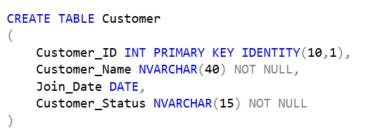 CREATE TABLE Customer
(
    Customer_ID INT PRIMARY KEY IDENTITY(10,1),
    Customer_Name NVARCHAR(40) NOT NULL,
    Join_Date DATE,
    Customer_Status NVARCHAR(15) NOT NULL
)